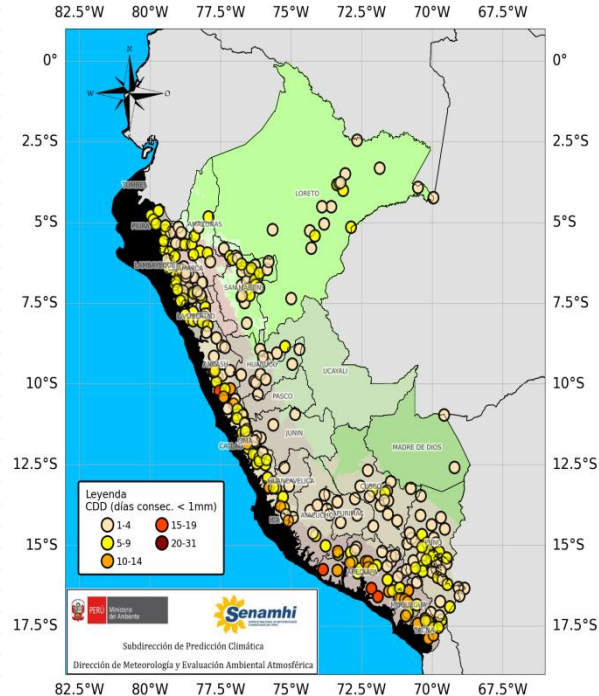 82.5°W 80°W 77.5°W 75°W 72.5°W 70°W 67.5°W
N
W O
0° 0°
2.5°S 2.5°S
LORETO
TUMBES
5°S 5°S
PIURA AMAZONAS
LAMBAYEQUE CAJAMARCA
SAN MARTIN
7.5°S 7.5°S
LA LIBERTAD
ANCASH HUANUCO
UCAYALI
10°S 10°S
PASCO
LIMA JUNIN MADRE DE DIOS
CALLAO
12.5°S 12.5°S
HUANCAVELICA CUSCO
Leyenda
CDD (días consec. < 1mm)
1-4 15-19
5-9 20-31
10-14
ICA AYACUCHO APURIMAC
15°S 15°S
PUNO
AREQUIPA
MOQUEGUA
TACNA
17.5°S 17.5°S
PERÚ Ministerio del Ambiente
Senamhi
Subdirección de Predicción Climática
Dirección de Meteorología y Evaluación Ambiental Atmosférica
82.5°W 80°W 77.5°W 75°W 72.5°W 70°W 67.5°W